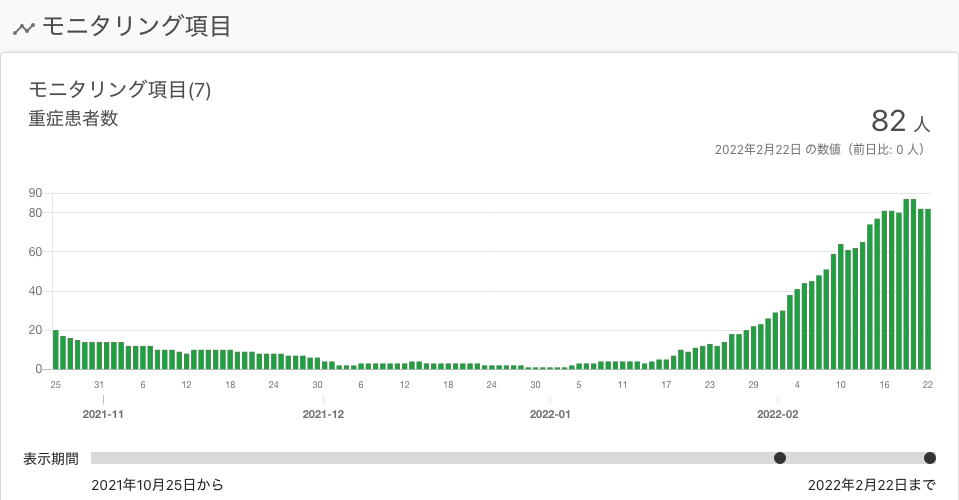 モニタリング項目
モニタリング項目(7)
重症患者数
82 人
2022年2月22日 の数値（前日比: 0 人）
90
80
60
40
20
0
25 31 6 12 18 24 30 6 12 18 24 30 5 11 17 23 29 4 10 16 22
2021-11 2021-12 2022-01 2022-02
表示期間
2021年10月25日から 2022年2月22日まで